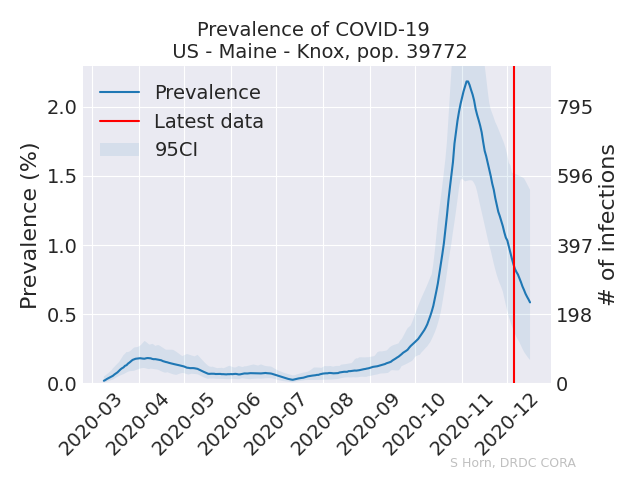 Prevalence of COVID-19
US - Maine - Knox, pop. 39772
Prevalence
Latest data
95CI
Prevalence (%)
2.0
1.5
1.0
0.5
0.0
795
596
397
198
0
# of infections
2020-03
2020-04
2020-05
2020-06
2020-07
2020-08
2020-09
2020-10
2020-11
2020-12
S Horn, DRDC CORA